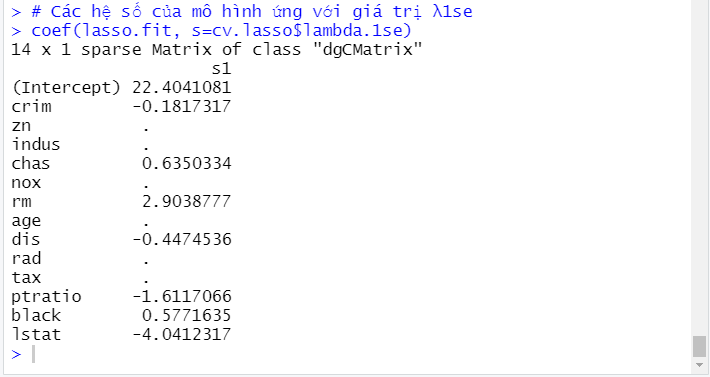 > # Các hệ số của mô hình ứng với giá trị λ1se
> coef(lasso.fit, s=cv.lasso$lambda.1se)
14 x 1 sparse Matrix of class "dgCMatrix"
s1
(Intercept) 22.4041081
crim -0.1817317
zn .
indus .
chas 0.6350334
nox .
rm 2.9038777
age .
dis -0.4474536
rad .
tax .
ptratio -1.6117066
black 0.5771635
lstat -4.0412317
>